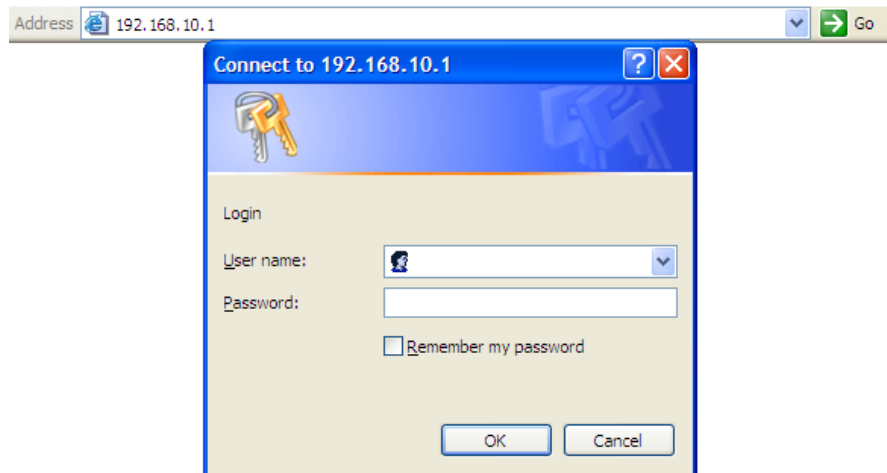 Address 192.168.10.1 Go
Connect to 192.168.10.1 ?
Login
User name:
Password:
Remember my password
OK Cancel